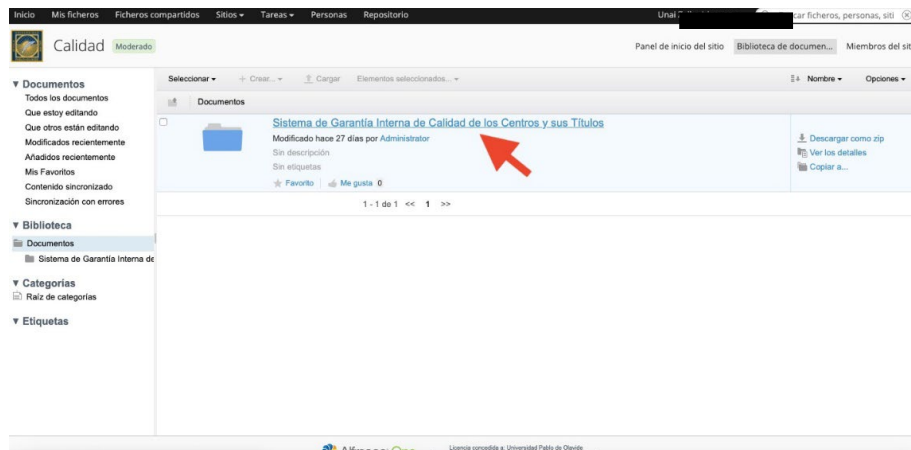 Inicio Mis ficheros Ficheros compartidos Sitios Tareas Personas Repositorio Unai car ficheros, personas, siti
Calidad Moderado Panel de inicio del sitio Biblioteca de documen... Miembros del sit
Seleccionar + Crear... Cargar Elementos seleccionados... Nombre Opciones
Documentos
Documentos
Todos los documentos
Que estoy editando
Que otros están editando
Modificados recientemente
Añadidos recientemente
Mis Favoritos
Contenido sincronizado
Sincronización con errores
Biblioteca
Documentos
Sistema de Garantía Interna de
Categorías
Raíz de categorías
Etiquetas
Sistema de Garantía Interna de Calidad de los Centros y sus Títulos
Modificado hace 27 días por Administrator
Sin descripción
Sin etiquetas
Favorito Me gusta 0
Descargar como zip
Ver los detalles
Copiar a...
1 - 1 de 1 << 1 >>
Licencia concedida a: Universidad Pablo de Olavide